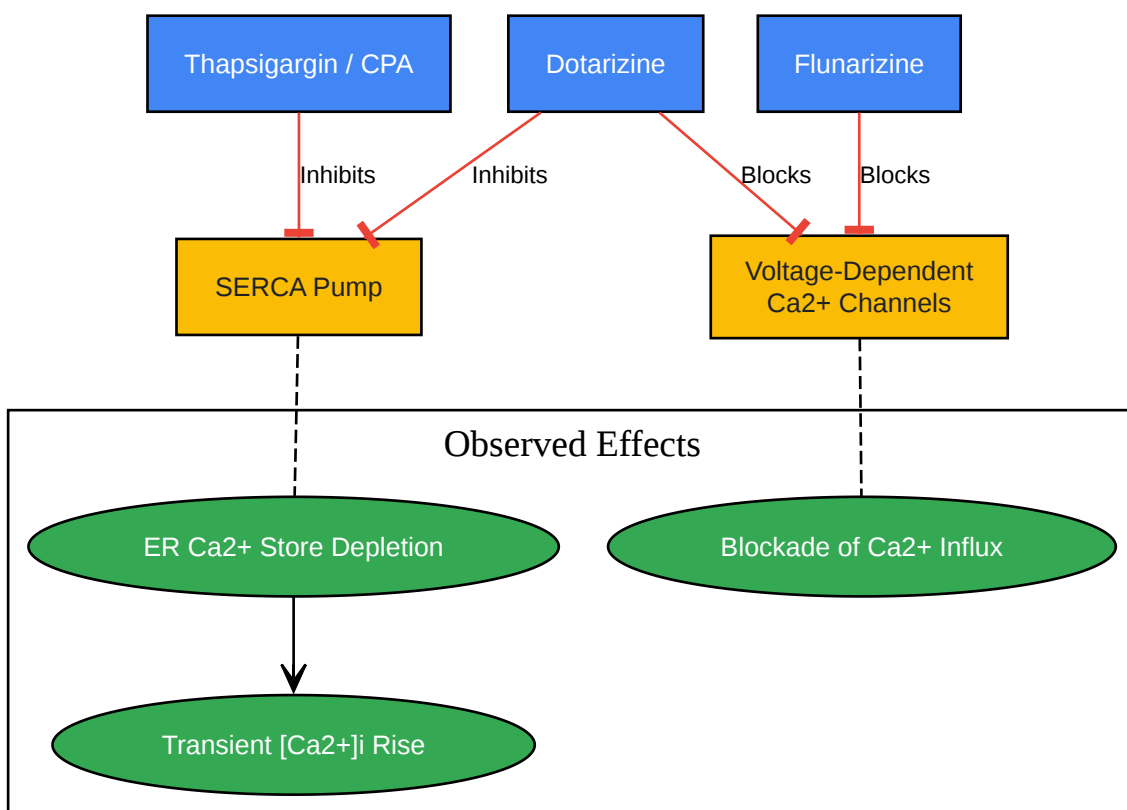 Thapsigargin / CPA
Dotarizine
Flunarizine
Inhibits
Inhibits
Blocks
Blocks
SERCA Pump
Voltage-Dependent
Ca2+ Channels
Observed Effects
ER Ca2+ Store Depletion
Blockade of Ca2+ Influx
Transient [Ca2+]i Rise